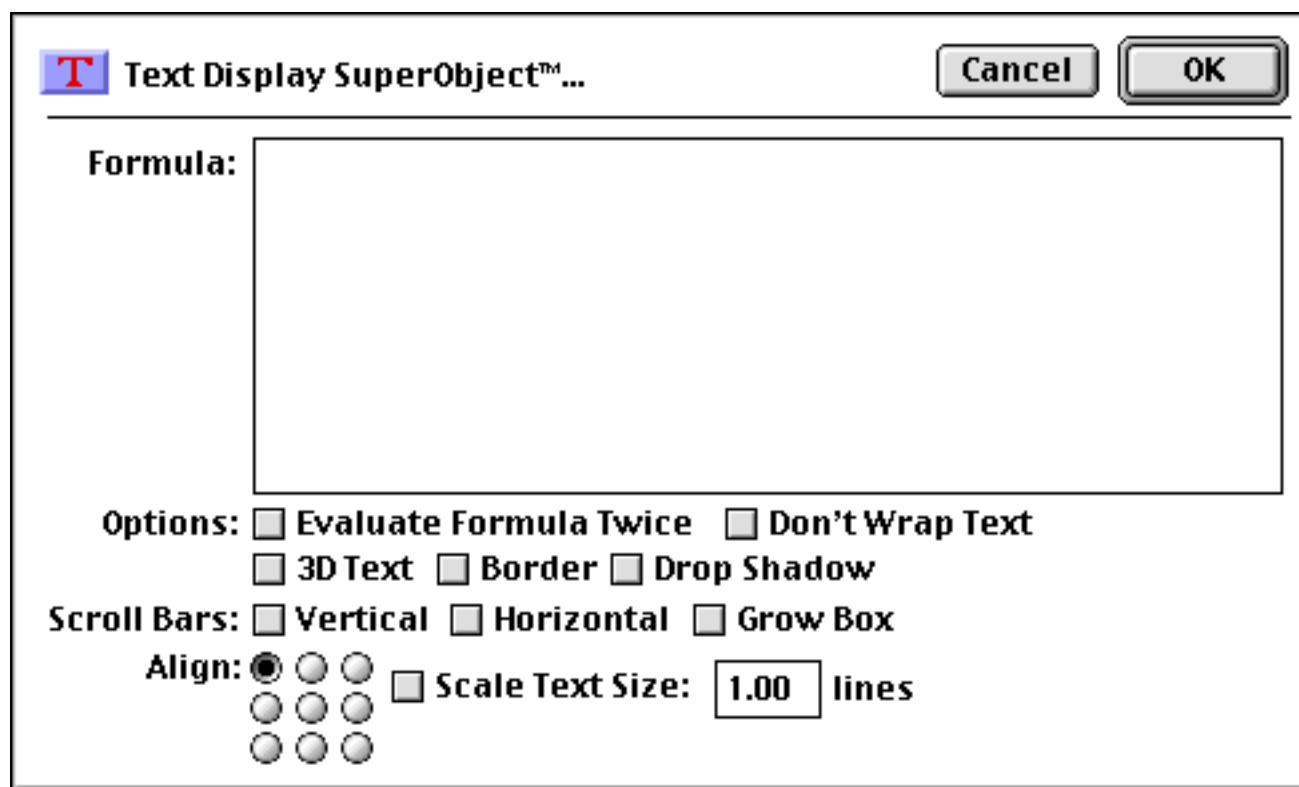 T Text Display SuperObject™... Cancel OK
Formula:
Options: Evaluate Formula Twice Don't Wrap Text
3D Text Border Drop Shadow
Scroll Bars: Vertical Horizontal Grow Box
Align: Scale Text Size: 1.00 lines